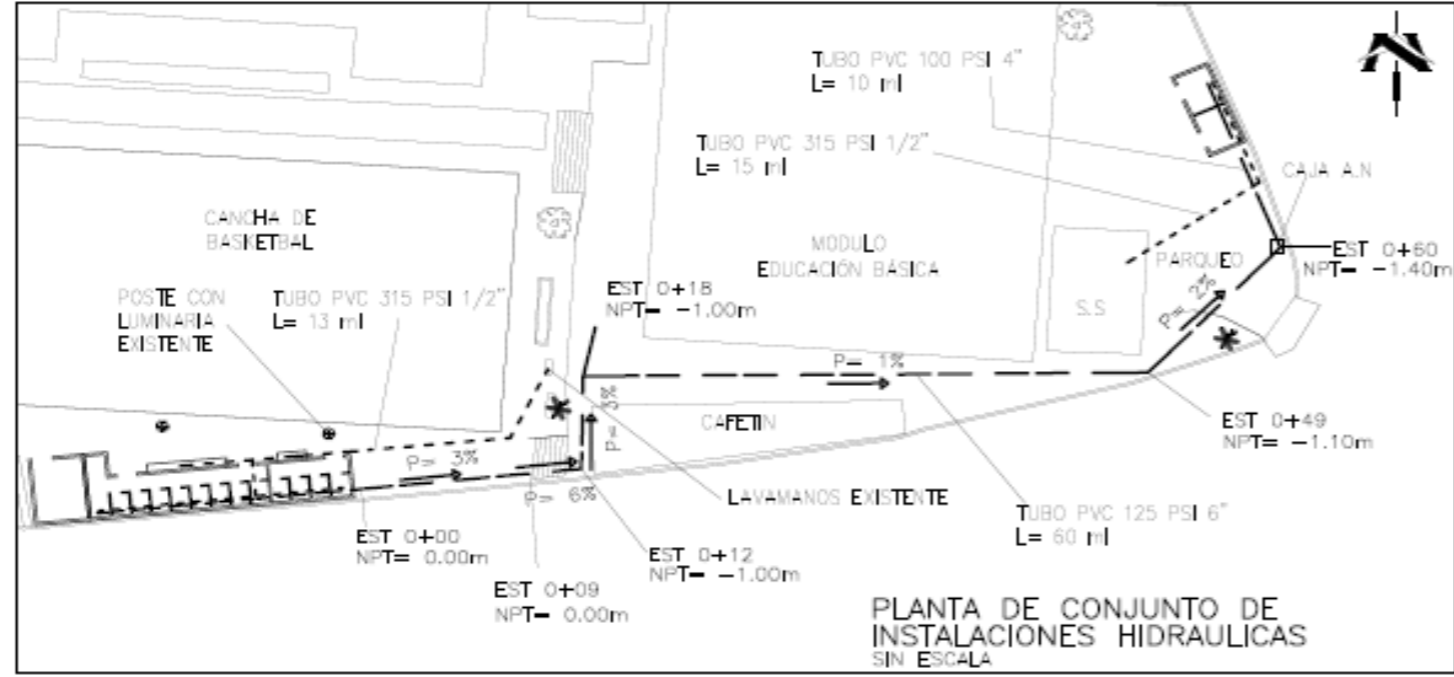 TUBO PVC 100 PSI 4"
L= 10 ml
TUBO PVC 315 PSI 1/2"
L= 15 ml
CAJA A.N
CANCHA DE
BASKETBAL
MODULO
EDUCACIÓN BÁSICA
PARQUEO
EST 0+60
NPT= -1.40m
POSTE CON
LUMINARIA
EXISTENTE
TUBO PVC 315 PSI 1/2"
L= 13 ml
EST 0+18
NPT= -1.00m
S.S
P= 2%
P= 1%
P= 3%
CAFETIN
EST 0+49
NPT= -1.10m
P= 3%
P= 6%
LAVAMANOS EXISTENTE
TUBO PVC 125 PSI 6"
L= 60 ml
EST 0+00
NPT= 0.00m
EST 0+12
NPT= -1.00m
EST 0+09
NPT= 0.00m
PLANTA DE CONJUNTO DE
INSTALACIONES HIDRAULICAS
SIN ESCALA